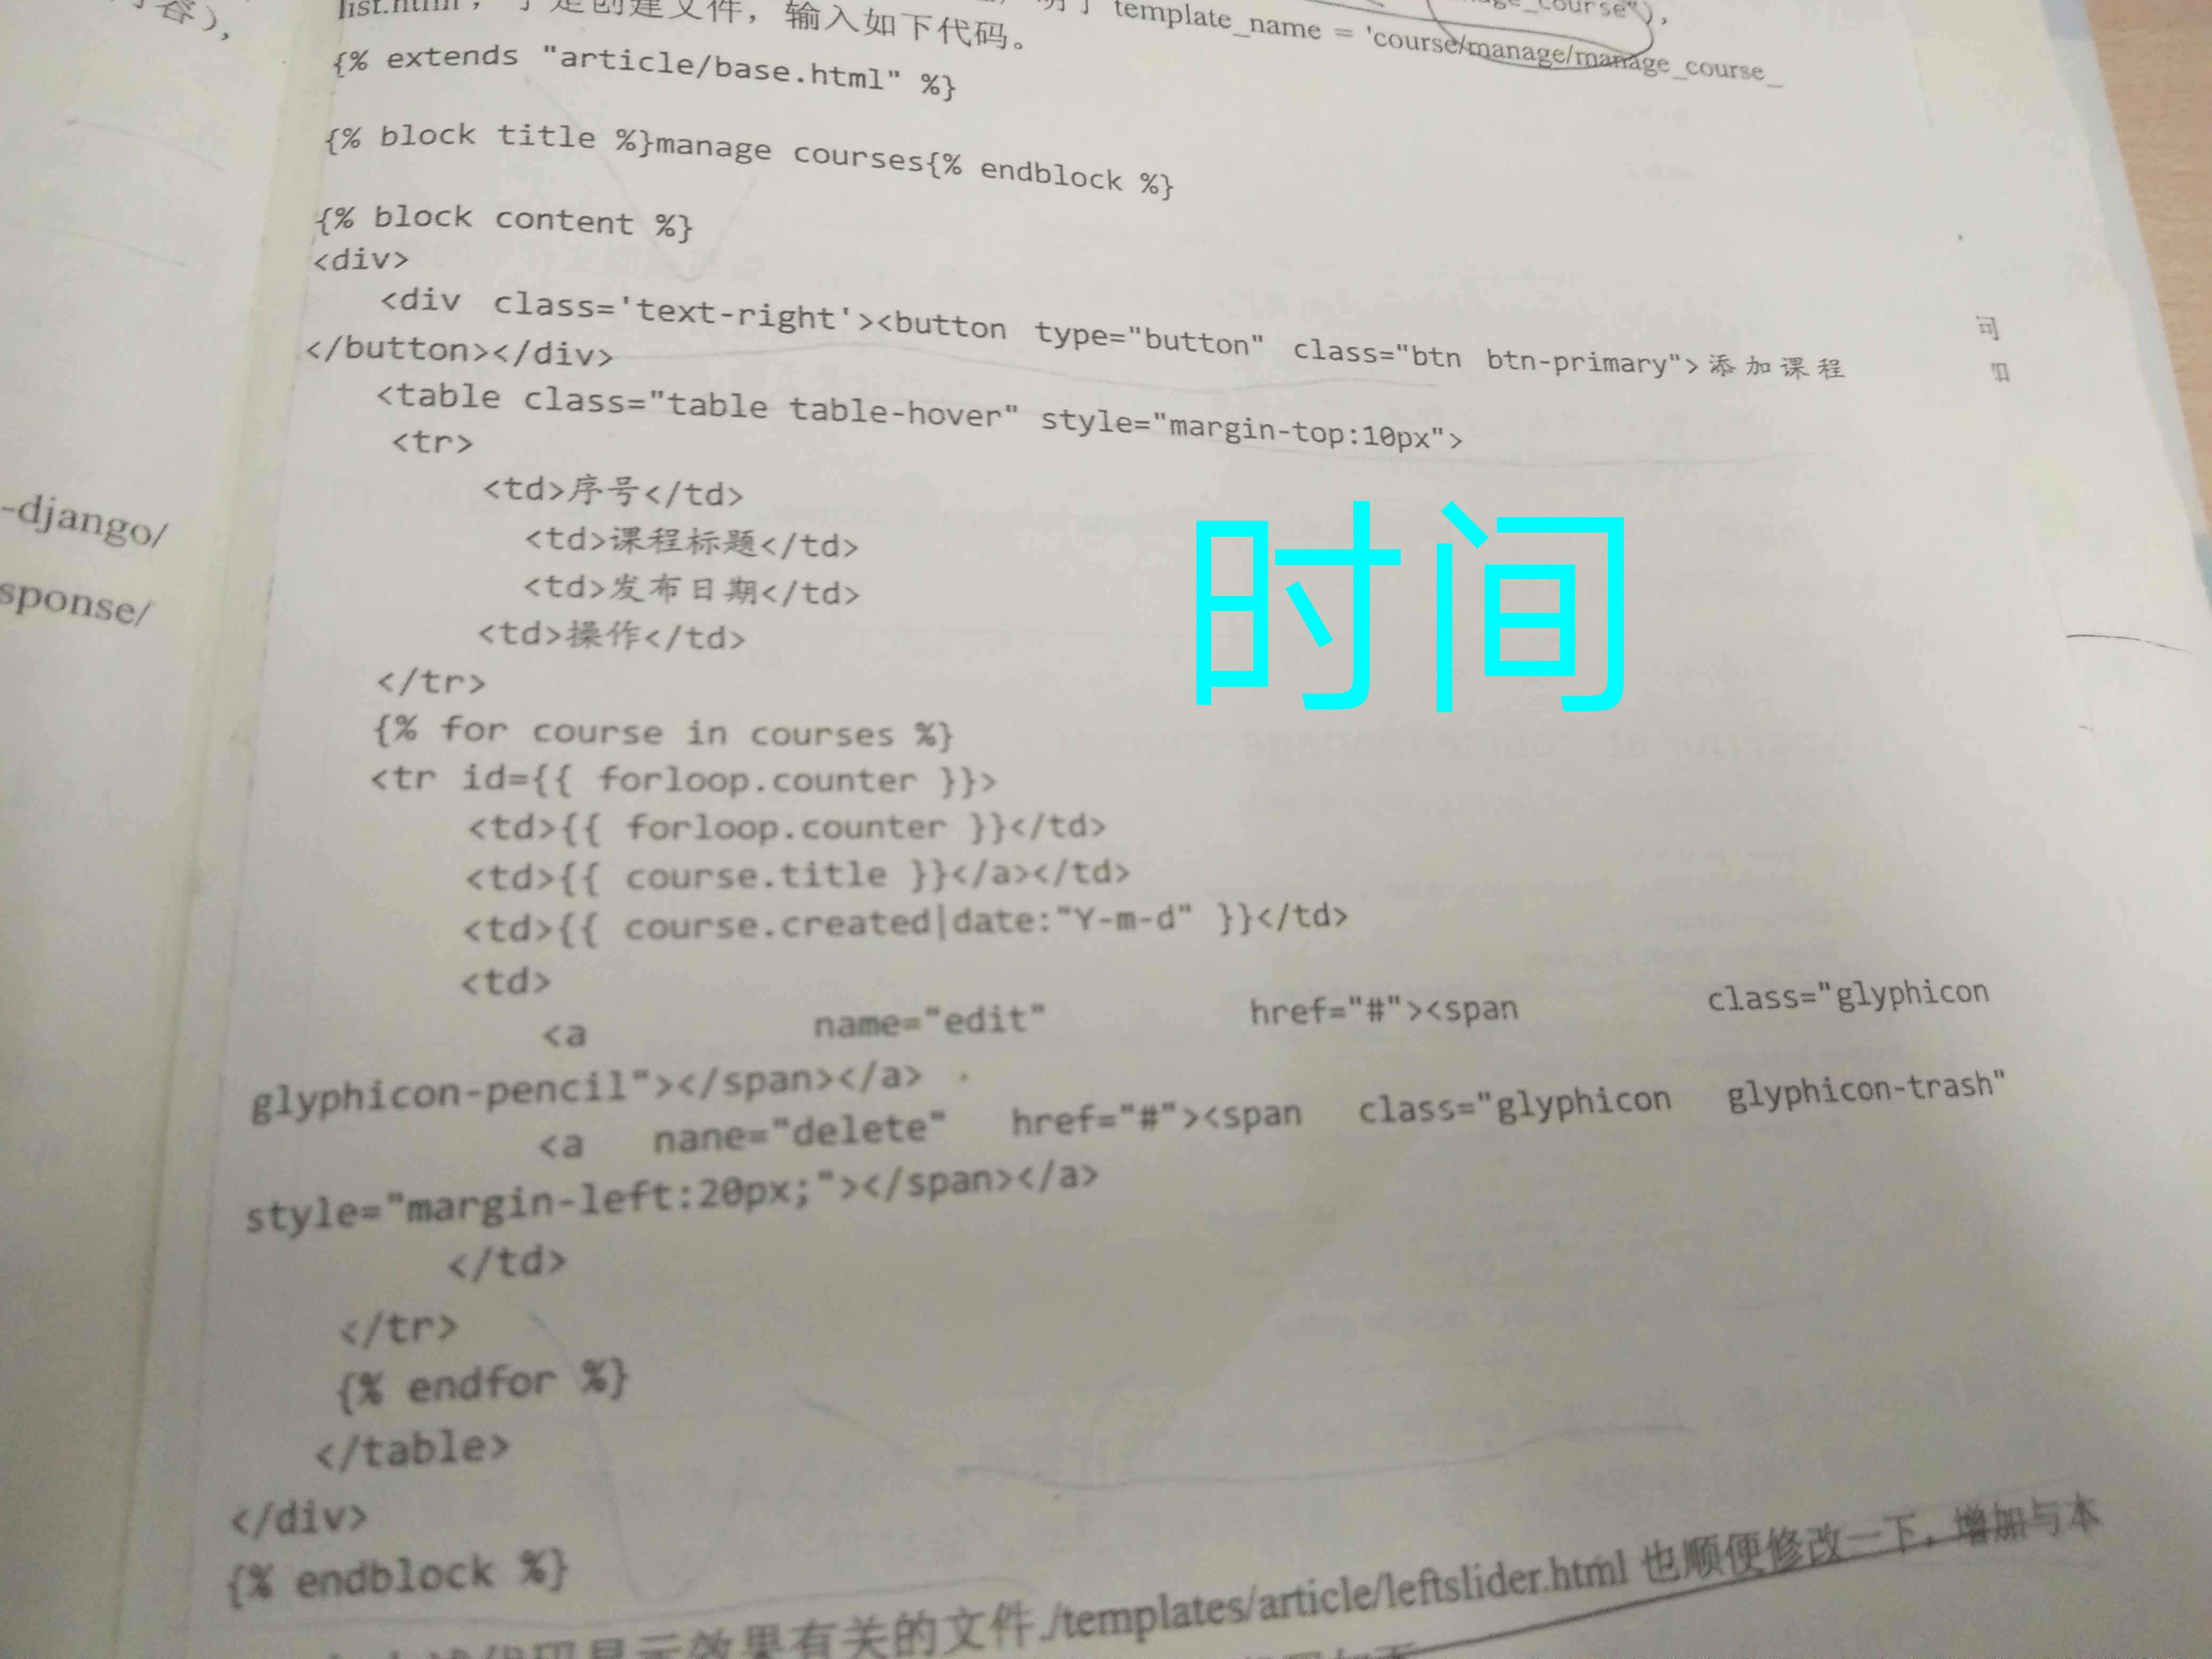 容),
list.html", 于是创建文件，输入如下代码。
template_name = 'course/manage/manage_course_
{% extends "article/base.html" %}
{% block title %}manage courses{% endblock %}
{% block content %}
<div>
<div class='text-right'><button type="button" class="btn btn-primary">添加课程
</button></div>
<table class="table table-hover" style="margin-top:10px">
<tr>
<td>序号</td>
<td>课程标题</td>
<td>发布日期</td>
<td>操作</td>
</tr>
时间
{% for course in courses %}
<tr id={{ forloop.counter }}>
<td>{{ forloop.counter }}</td>
<td>{{ course.title }}</a></td>
<td>{{ course.created|date:"Y-m-d" }}</td>
<td>
<a name="edit" href="#"><span class="glyphicon
glyphicon-pencil"></span></a>
<a nane="delete" href="#"><span class="glyphicon glyphicon-trash"
style="margin-left:20px;"></span></a>
</td>
</tr>
{% endfor %}
</table>
</div>
{% endblock %}
显示效果有关的文件./templates/article/leftslider.html 也顺便修改一下，增加与本
-django/
sponse/